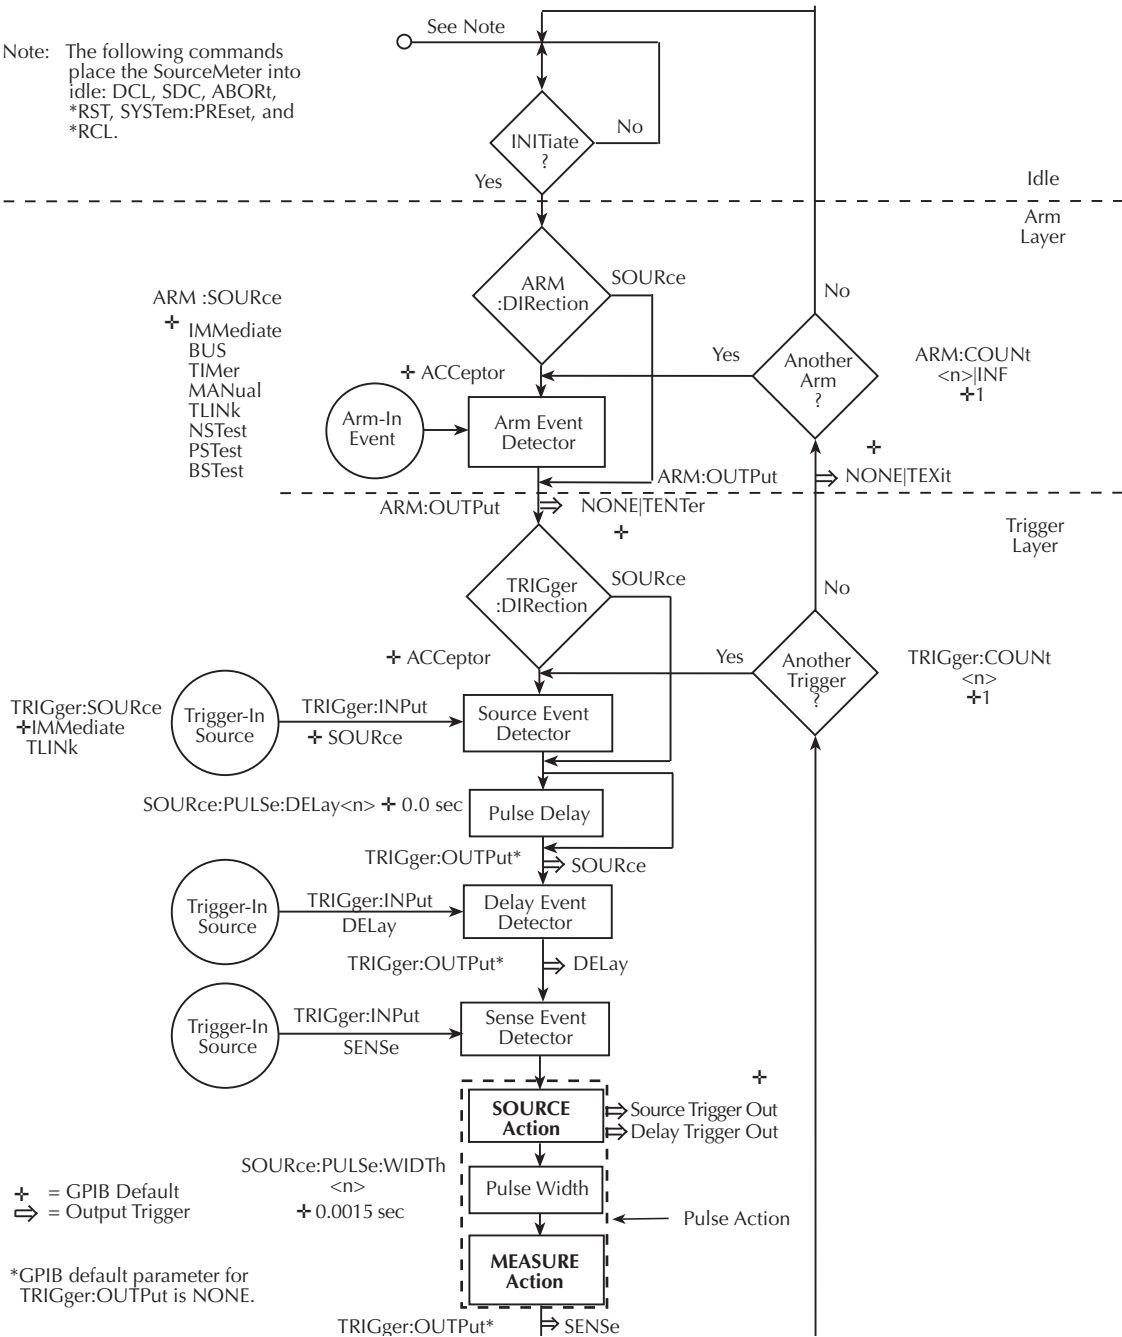 See Note
Note: The following commands
place the SourceMeter into
idle: DCL, SDC, ABORt,
*RST, SYSTem:PREset, and
*RCL.
INITiate
?
No
Yes
Idle
Arm
Layer
ARM
:DIRection
SOURce
ARM :SOURce
✛ IMMediate
BUS
TIMer
MANual
TLINk
NSTest
PSTest
BSTest
No
Yes
Another
Arm
?
ARM:COUNt
<n>|INF
✛1
✛ ACCeptor
Arm-In
Event
Arm Event
Detector
✛
ARM:OUTPut ⇨ NONE|TEXit
ARM:OUTPut ⇨ NONE|TENTer
✛
Trigger
Layer
TRIGger
:DIRection
SOURce
No
✛ ACCeptor
Yes
Another
Trigger
?
TRIGger:COUNt
<n>
✛1
TRIGger:SOURce
✛IMMediate
TLINk
Trigger-In
Source
TRIGger:INPut
✛ SOURce
Source Event
Detector
SOURce:PULSe:DELay<n> ✛ 0.0 sec
Pulse Delay
TRIGger:OUTPut* ⇨ SOURce
Trigger-In
Source
TRIGger:INPut
DELay
Delay Event
Detector
TRIGger:OUTPut* ⇨ DELay
Trigger-In
Source
TRIGger:INPut
SENSe
Sense Event
Detector
✛
SOURCE
Action
⇨ Source Trigger Out
⇨ Delay Trigger Out
SOURce:PULSe:WIDTh
<n>
✛ 0.0015 sec
Pulse Width
Pulse Action
✛ = GPIB Default
⇨ = Output Trigger
MEASURE
Action
*GPIB default parameter for
TRIGger:OUTPut is NONE.
TRIGger:OUTPut* ⇨ SENSe